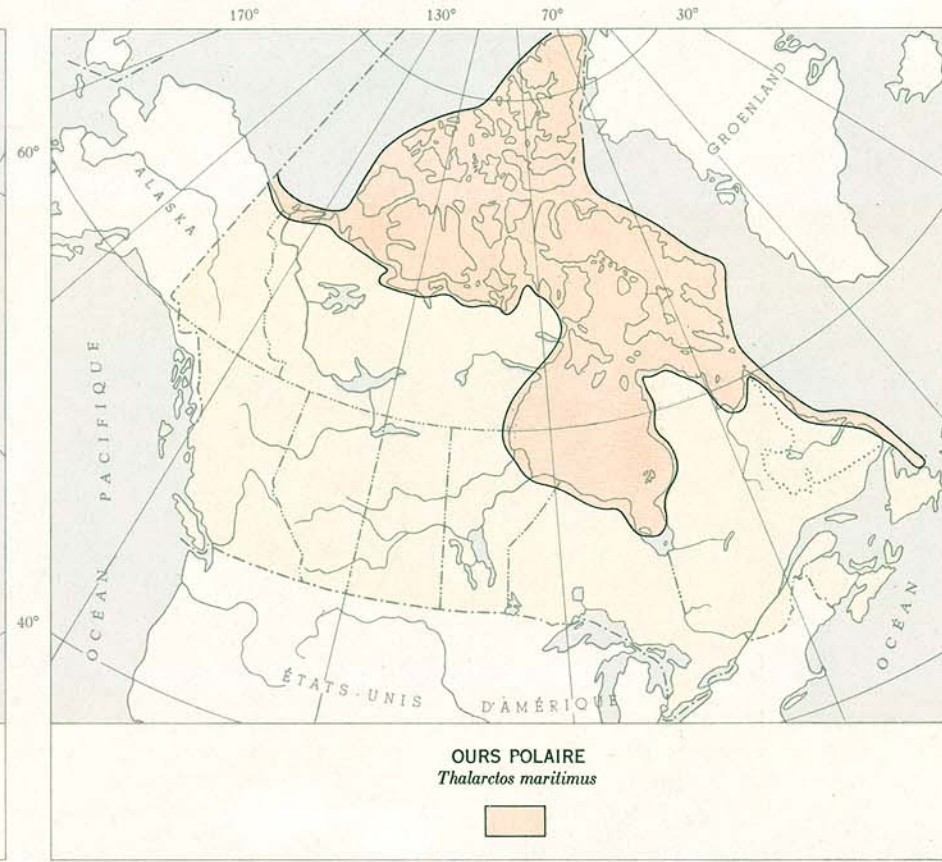 170° 130° 70° 30°
60°
40°
ALASKA
GROENLAND
OCÉAN PACIFIQUE
OCÉAN
ÉTATS-UNIS D'AMÉRIQUE
OURS POLAIRE
Thalarctos maritimus